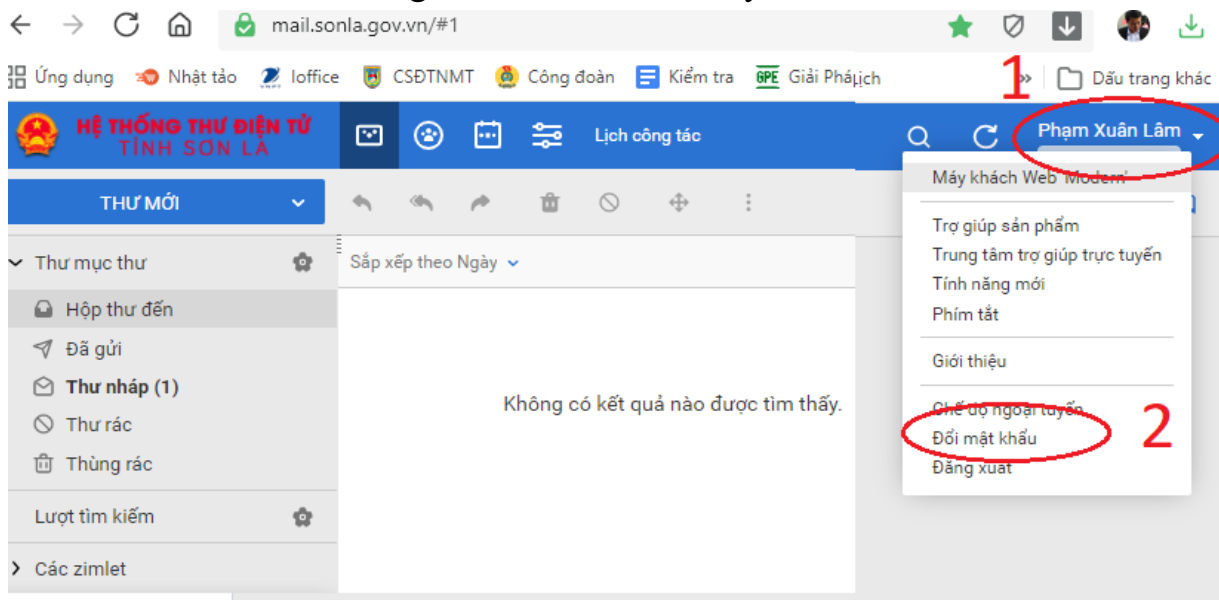 mail.sonla.gov.vn/#1
Ứng dụng Nhật tảo Ioffice CSĐTNMT Công đoàn Kiểm tra GPE Giải Pháp Lịch » Dấu trang khác
1
HỆ THỐNG THƯ ĐIỆN TỬ
TỈNH SƠN LA
Lịch công tác
Phạm Xuân Lâm
THƯ MỚI
Máy khách Web 'Modern'
Trợ giúp sản phẩm
Trung tâm trợ giúp trực tuyến
Tính năng mới
Phím tắt
Giới thiệu
Chế độ ngoại tuyến
Đổi mật khẩu
Đăng xuất
2
Thư mục thư
Sắp xếp theo Ngày
Hộp thư đến
Đã gửi
Thư nháp (1)
Thư rác
Thùng rác
Không có kết quả nào được tìm thấy.
Lượt tìm kiếm
Các zimlet